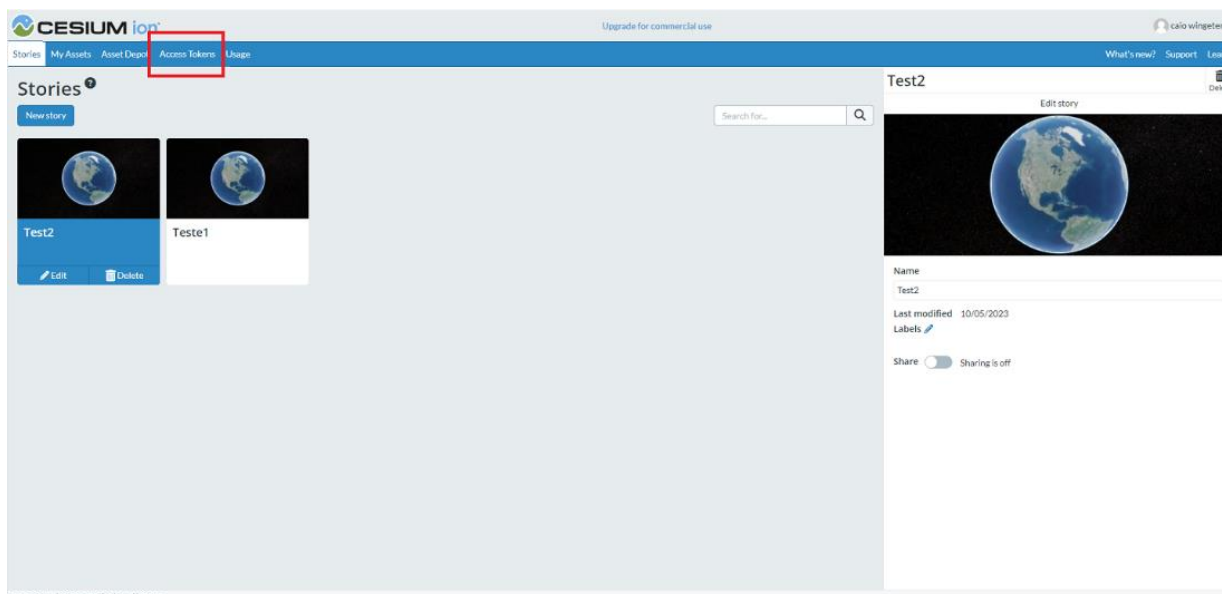 CESIUM ion
Upgrade for commercial use
caio wingeter
Stories My Assets Asset Depot Access Tokens Usage
What's new? Support
Stories ?
New story
Search for...
Test2
Edit Delete
Teste1
Test2
Edit story
Name
Test2
Last modified 10/05/2023
Labels
Share Sharing is off